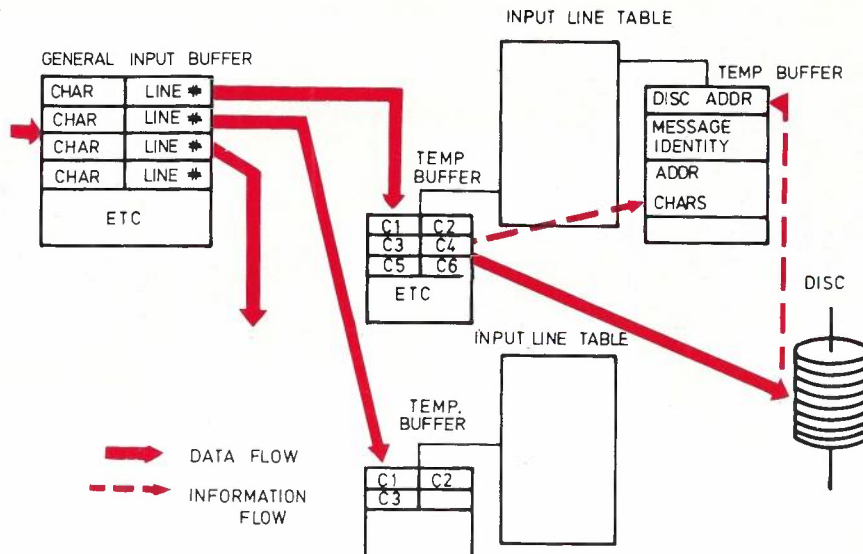 INPUT LINE TABLE
GENERAL INPUT BUFFER
CHAR LINE #
CHAR LINE #
CHAR LINE #
CHAR LINE #
ETC
TEMP BUFFER
DISC ADDR
MESSAGE
IDENTITY
ADDR
CHARS
TEMP
BUFFER
C1 C2
C3 C4
C5 C6
ETC
DISC
INPUT LINE TABLE
TEMP.
BUFFER
C1 C2
C3
DATA FLOW
INFORMATION
FLOW